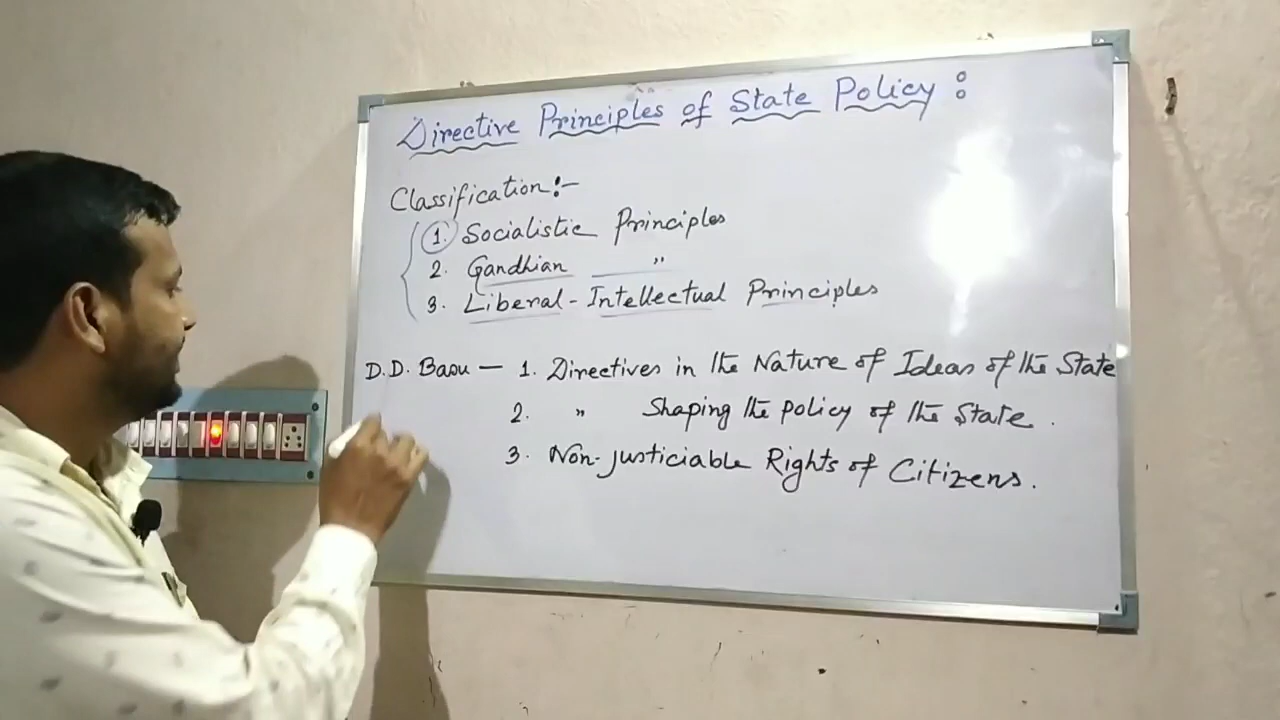 Directive Principles of State Policy :
Classification :-
1. Socialistic Principles
2. Gandhian ——— "
3. Liberal - Intellectual Principles
D.D. Basu — 1. Directives in the Nature of Ideas of the State
2. " Shaping the policy of the State .
3. Non-justiciable Rights of Citizens .